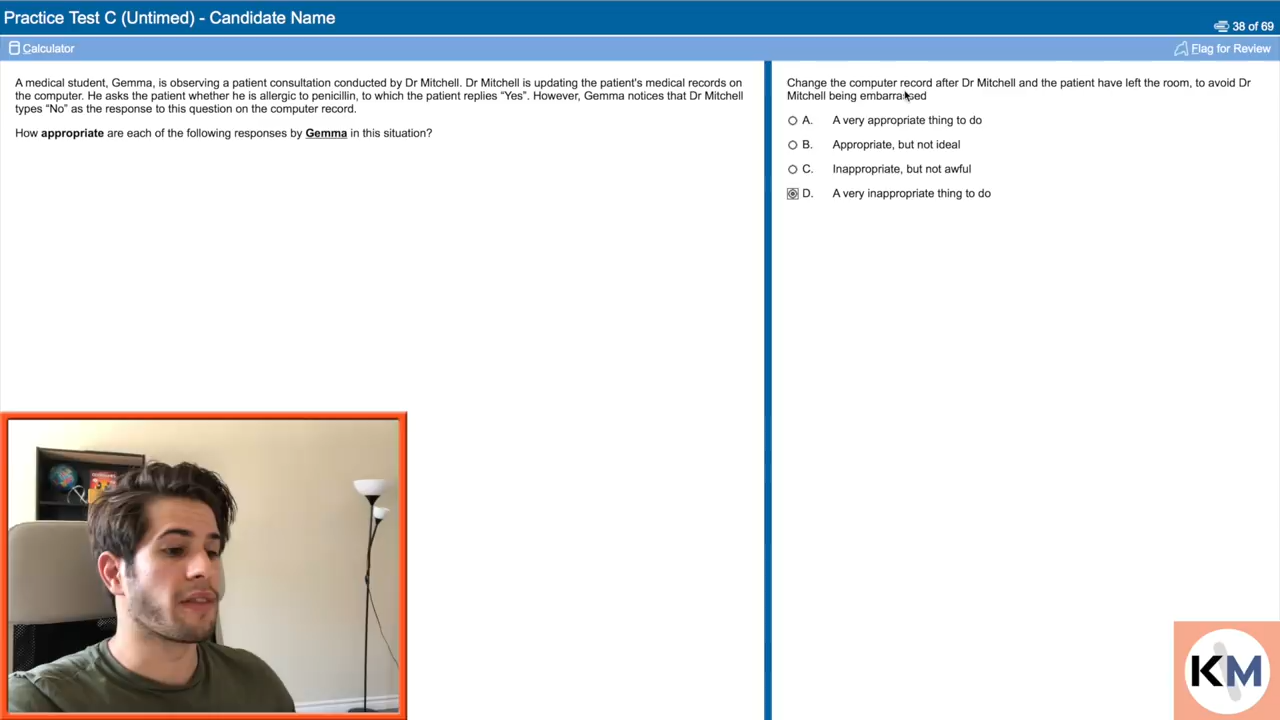 Practice Test C (Untimed) - Candidate Name
38 of 69
Calculator
Flag for Review
A medical student, Gemma, is observing a patient consultation conducted by Dr Mitchell. Dr Mitchell is updating the patient's medical records on
the computer. He asks the patient whether he is allergic to penicillin, to which the patient replies “Yes”. However, Gemma notices that Dr Mitchell
types “No” as the response to this question on the computer record.
How appropriate are each of the following responses by Gemma in this situation?
Change the computer record after Dr Mitchell and the patient have left the room, to avoid Dr
Mitchell being embarrassed
A. A very appropriate thing to do
B. Appropriate, but not ideal
C. Inappropriate, but not awful
D. A very inappropriate thing to do
KM